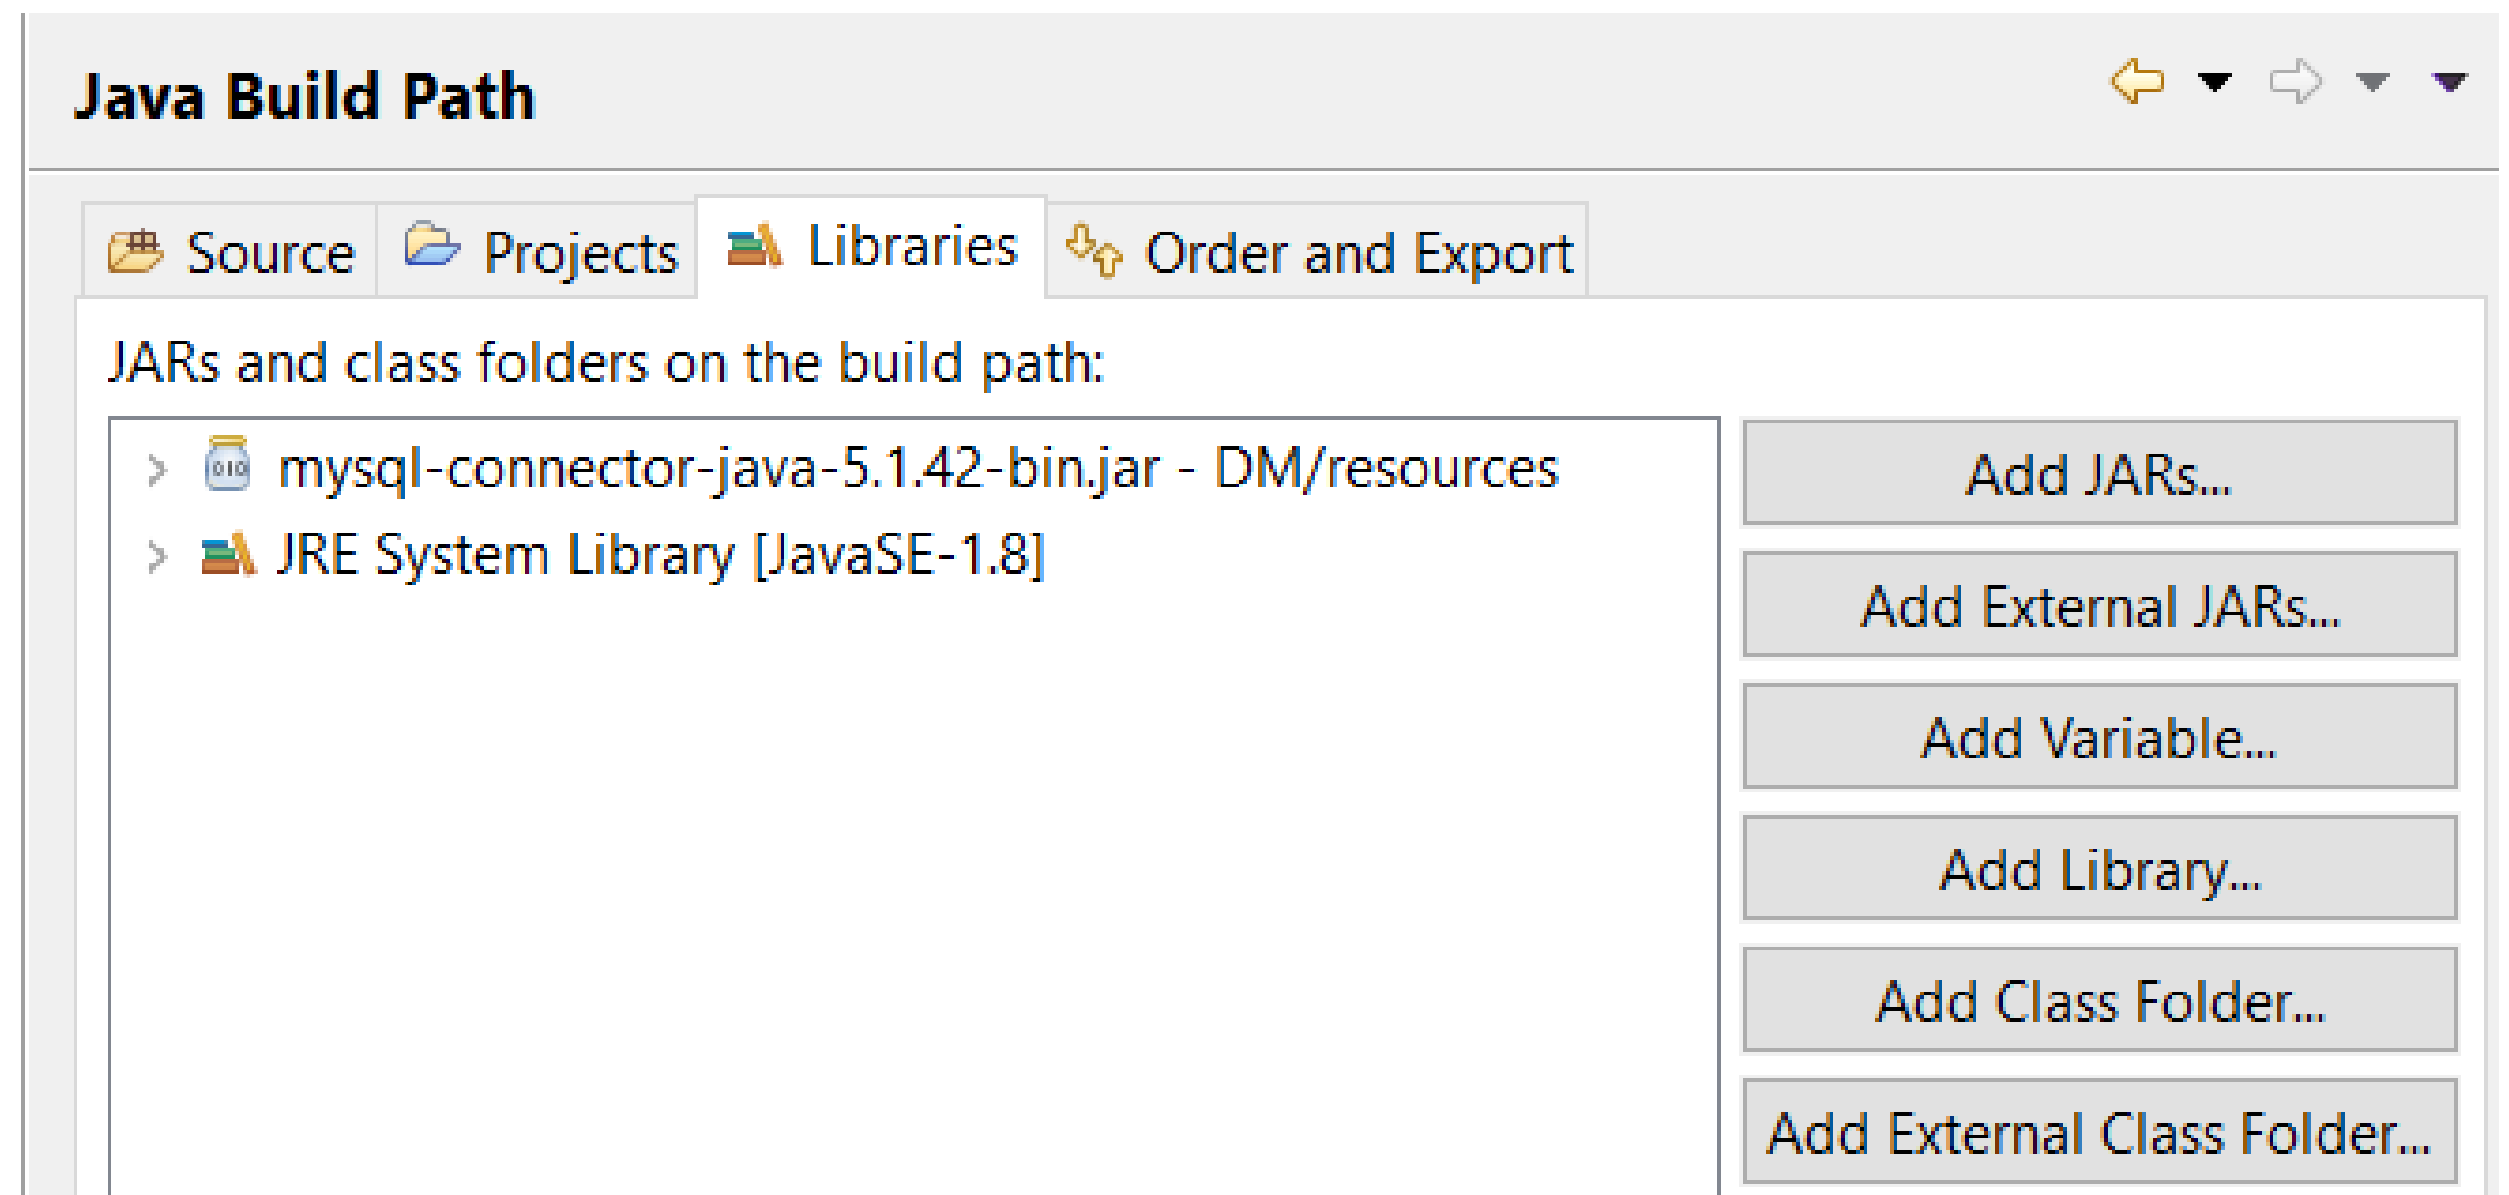 Java Build Path
Source Projects Libraries Order and Export
JARs and class folders on the build path:
mysql-connector-java-5.1.42-bin.jar - DM/resources
JRE System Library [JavaSE-1.8]
Add JARs...
Add External JARs...
Add Variable...
Add Library...
Add Class Folder...
Add External Class Folder...